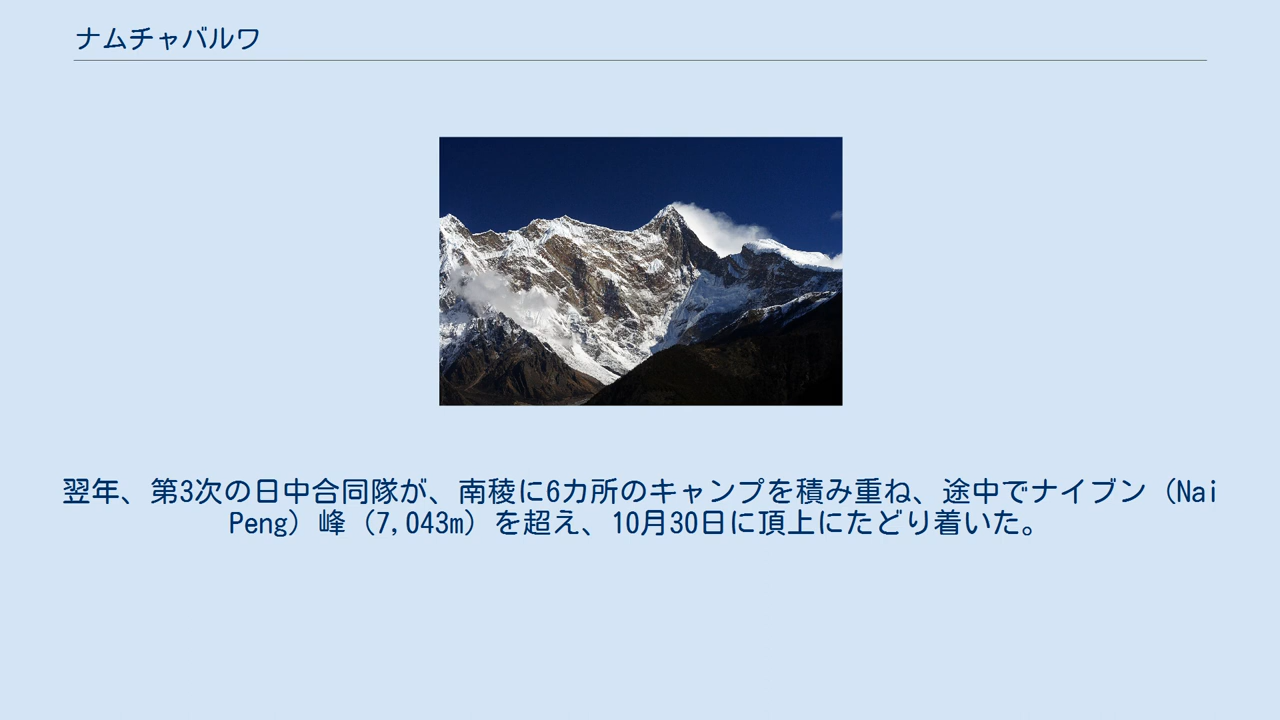 ナムチャバルワ
翌年、第3次の日中合同隊が、南稜に6カ所のキャンプを積み重ね、途中でナイブン（Nai
Peng）峰（7,043m）を超え、10月30日に頂上にたどり着いた。